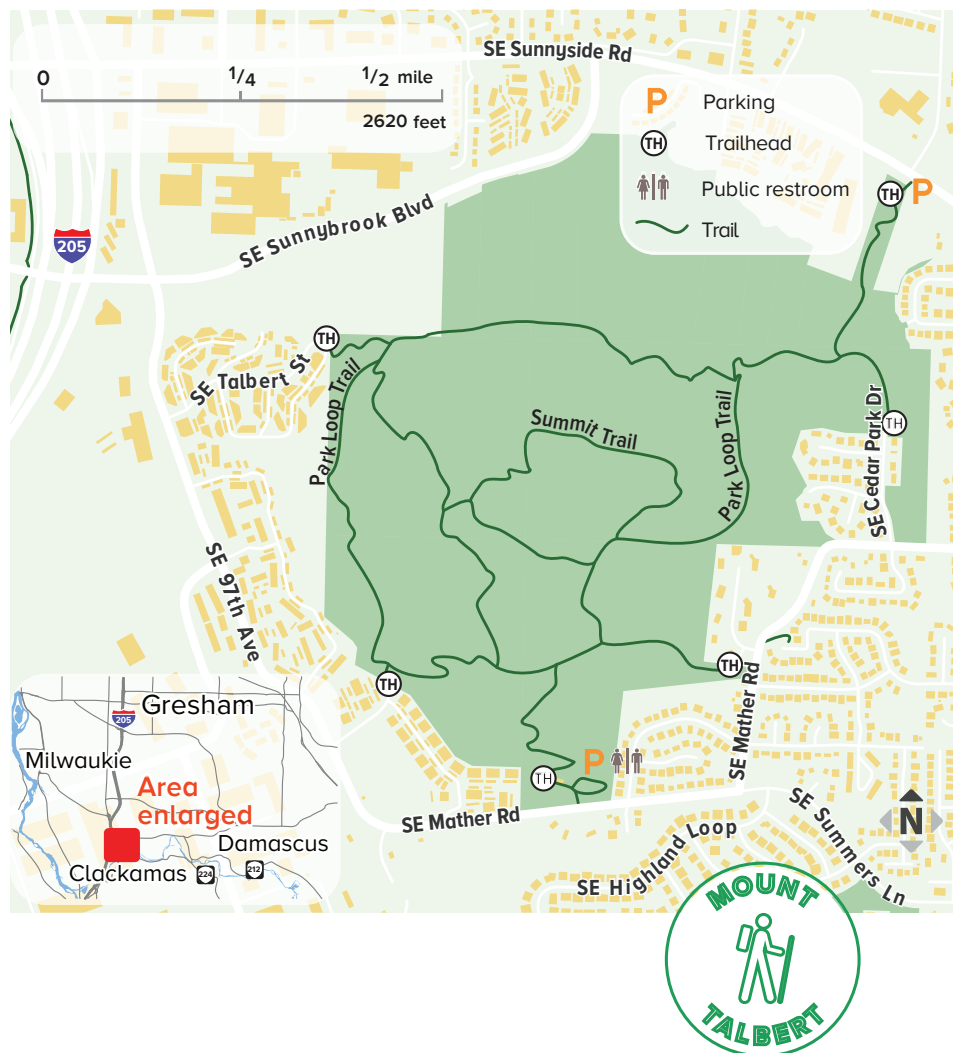 SE Sunnyside Rd
0 1/4 1/2 mile
2620 feet
P Parking
TH Trailhead
Public restroom
Trail
TH P
SE Sunnybrook Blvd
205
TH
SE Talbert St
Park Loop Trail
Summit Trail
Park Loop Trail
SE Cedar Park Dr
TH
SE 97th Ave
TH
TH
SE Mather Rd
P
TH
SE Mather Rd
SE Highland Loop
SE Summers Ln
N
205
Gresham
Milwaukie
Area
enlarged
Damascus
Clackamas
224
212
MOUNT
TALBERT